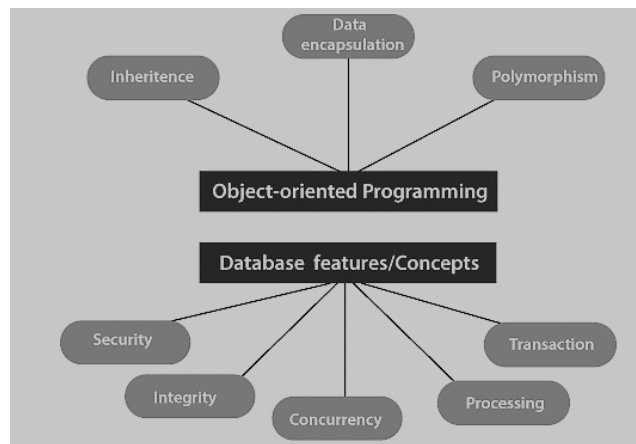 Data
encapsulation
Inheritence
Polymorphism
Object-oriented Programming
Database features/Concepts
Security
Transaction
Integrity
Processing
Concurrency